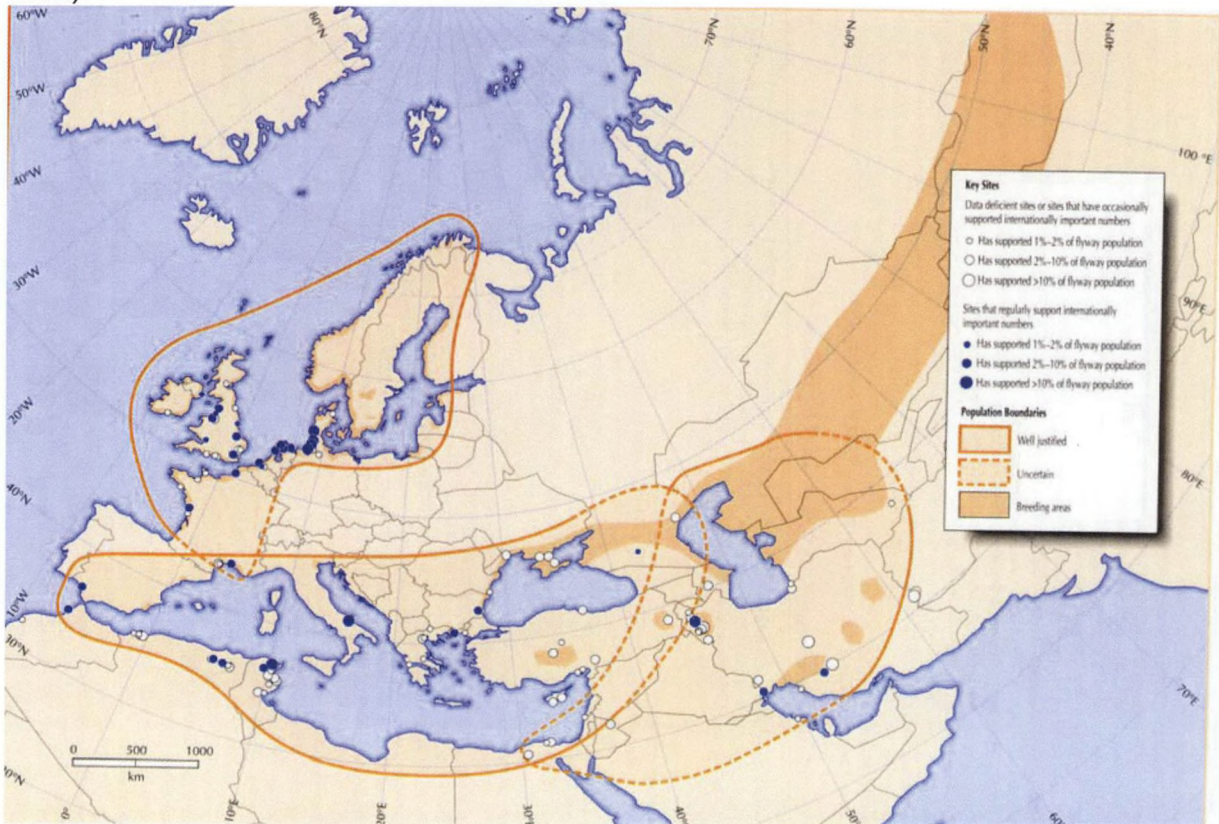 60°W
80°N
70°N
60°N
50°N
40°N
50°W
40°W
100 °E
30°W
90°E
20°W
80°E
40°N
10°W
30°N
70°E
0°
10°E
20°E
40°E
Key Sites
Data deficient sites or sites that have occasionally
supported internationally important numbers
Has supported 1%–2% of flyway population
Has supported 2%–10% of flyway population
Has supported >10% of flyway population
Sites that regularly support internationally
important numbers
Has supported 1%–2% of flyway population
Has supported 2%–10% of flyway population
Has supported >10% of flyway population
Population Boundaries
Well justified
Uncertain
Breeding areas
0 500 1000
km